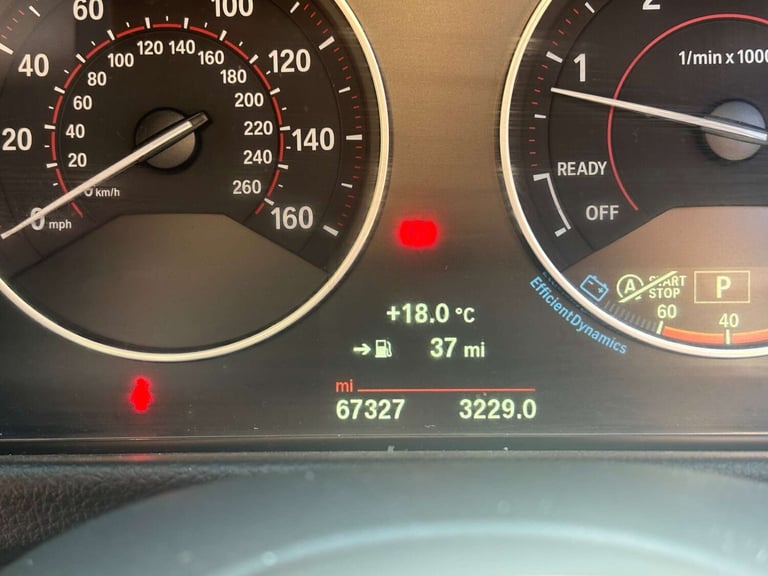 60
100
40
120
20
140
0 mph
160
20
40
60
80
100
120
140
160
180
200
220
240
260
0 km/h
1
2
1/min x 1000
READY
OFF
A START
STOP
P
60
40
EfficientDynamics
+18.0 °C
➔ 37 mi
mi
67327 3229.0